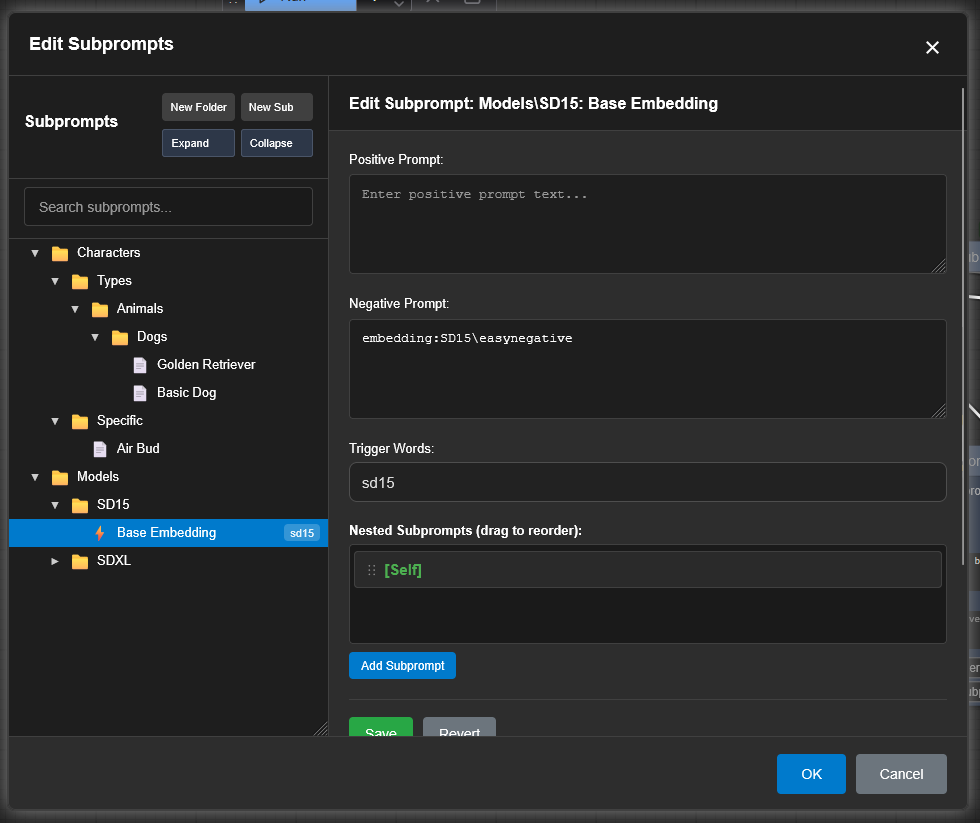 Edit Subprompts
Subprompts
New Folder
New Sub
Expand
Collapse
Search subprompts...
Characters
Types
Animals
Dogs
Golden Retriever
Basic Dog
Specific
Air Bud
Models
SD15
Base Embedding sd15
SDXL
Edit Subprompt: Models\SD15: Base Embedding
Positive Prompt:
Enter positive prompt text...
Negative Prompt:
embedding:SD15\easynegative
Trigger Words:
sd15
Nested Subprompts (drag to reorder):
[Self]
Add Subprompt
Save
Revert
OK
Cancel